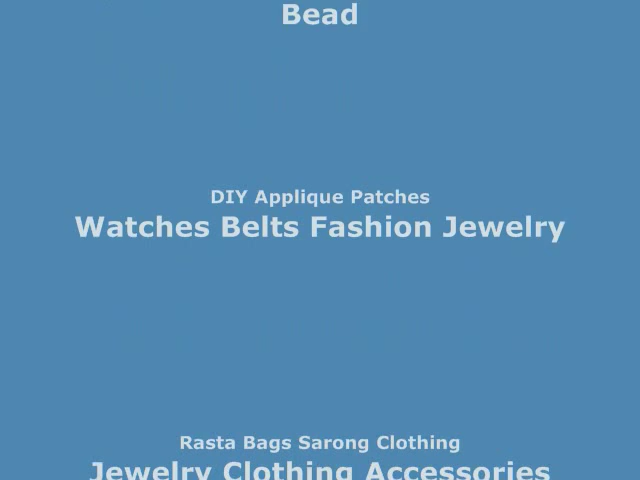 Bead
DIY Applique Patches
Watches Belts Fashion Jewelry
Rasta Bags Sarong Clothing
Jewelry Clothing Accessories